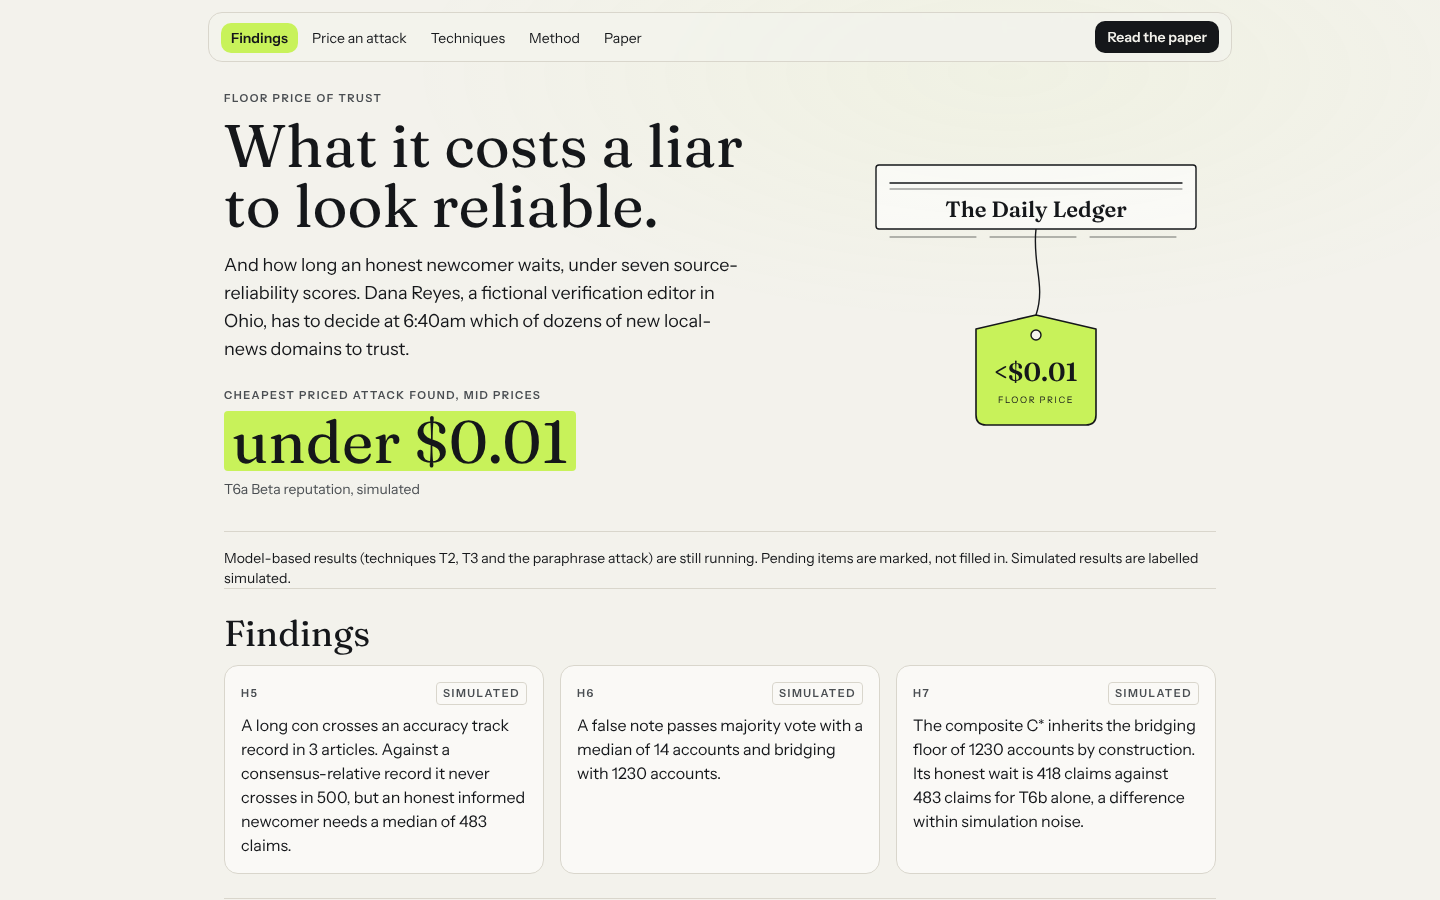 Findings
Price an attack
Techniques
Method
Paper
Read the paper
FLOOR PRICE OF TRUST
What it costs a liar
to look reliable.
And how long an honest newcomer waits, under seven source-
reliability scores. Dana Reyes, a fictional verification editor in
Ohio, has to decide at 6:40am which of dozens of new local-
news domains to trust.
CHEAPEST PRICED ATTACK FOUND, MID PRICES
under $0.01
T6a Beta reputation, simulated
The Daily Ledger
<$0.01
FLOOR PRICE
Model-based results (techniques T2, T3 and the paraphrase attack) are still running. Pending items are marked, not filled in. Simulated results are labelled
simulated.
Findings
H5
SIMULATED
A long con crosses an accuracy track
record in 3 articles. Against a
consensus-relative record it never
crosses in 500, but an honest informed
newcomer needs a median of 483
claims.
H6
SIMULATED
A false note passes majority vote with a
median of 14 accounts and bridging
with 1230 accounts.
H7
SIMULATED
The composite C* inherits the bridging
floor of 1230 accounts by construction.
Its honest wait is 418 claims against
483 claims for T6b alone, a difference
within simulation noise.